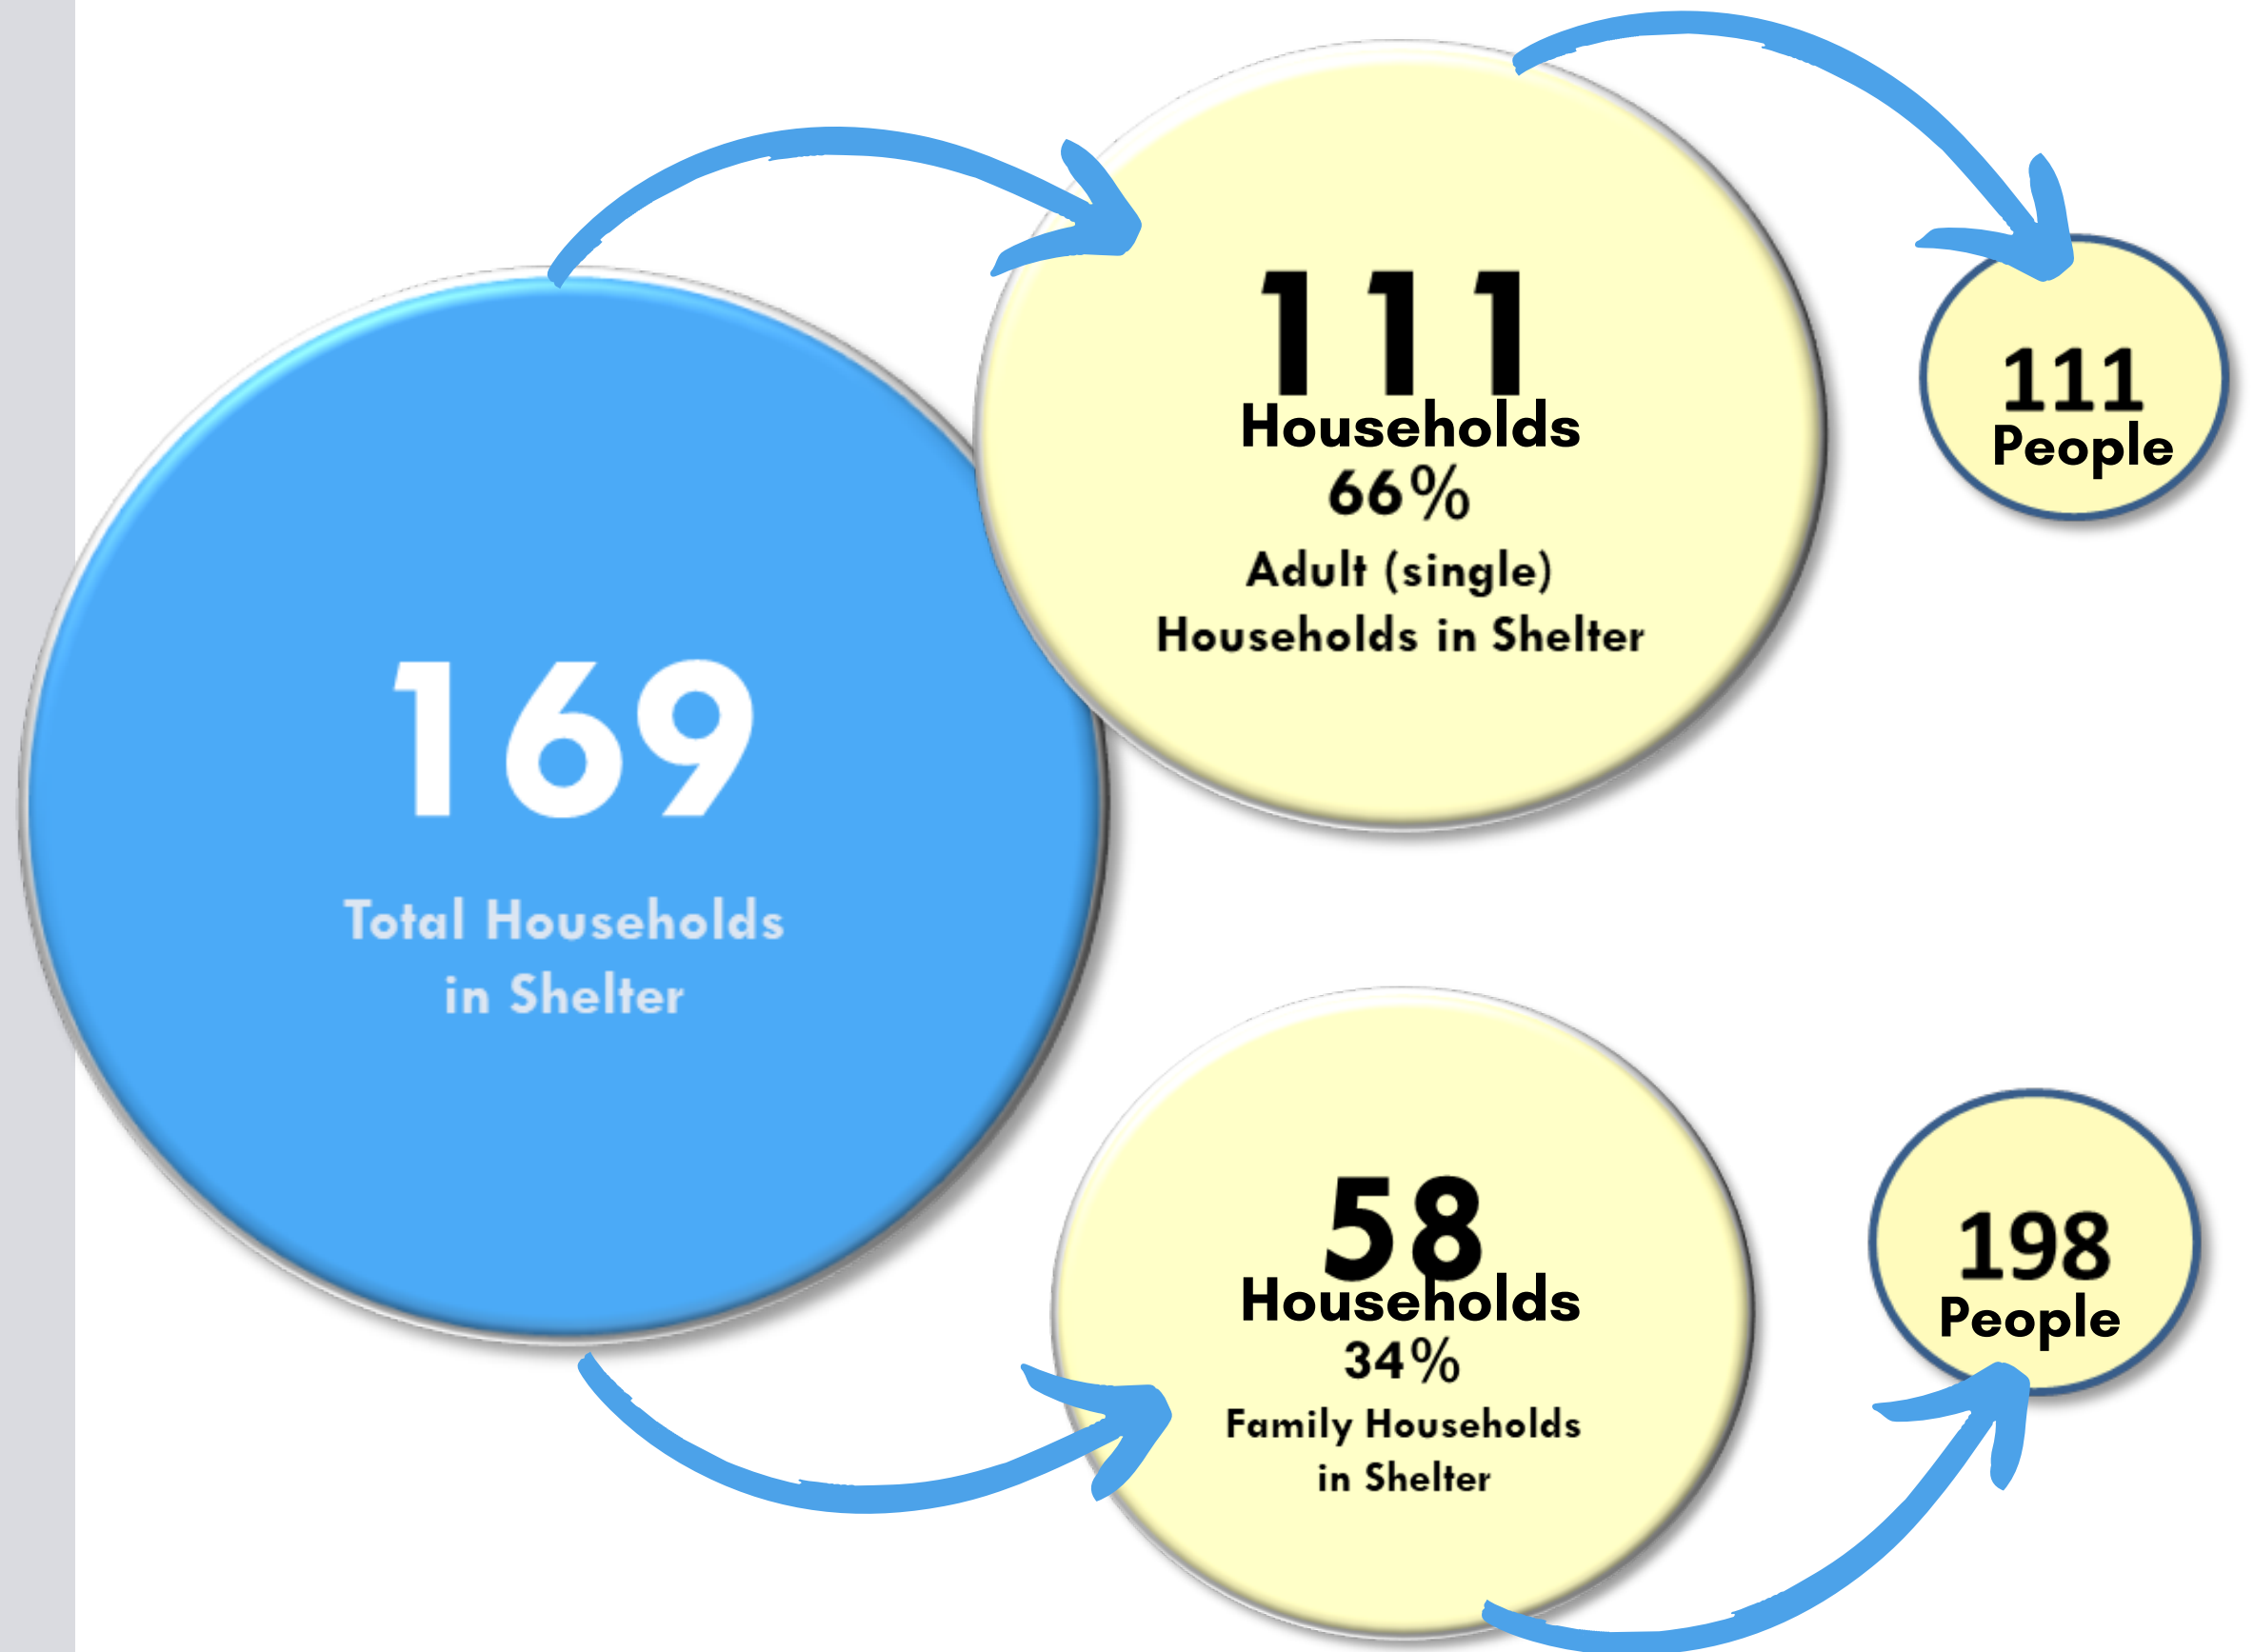 169
Total Households
in Shelter
111
Households
66%
Adult (single)
Households in Shelter
111
People
58
Households
34%
Family Households
in Shelter
198
People